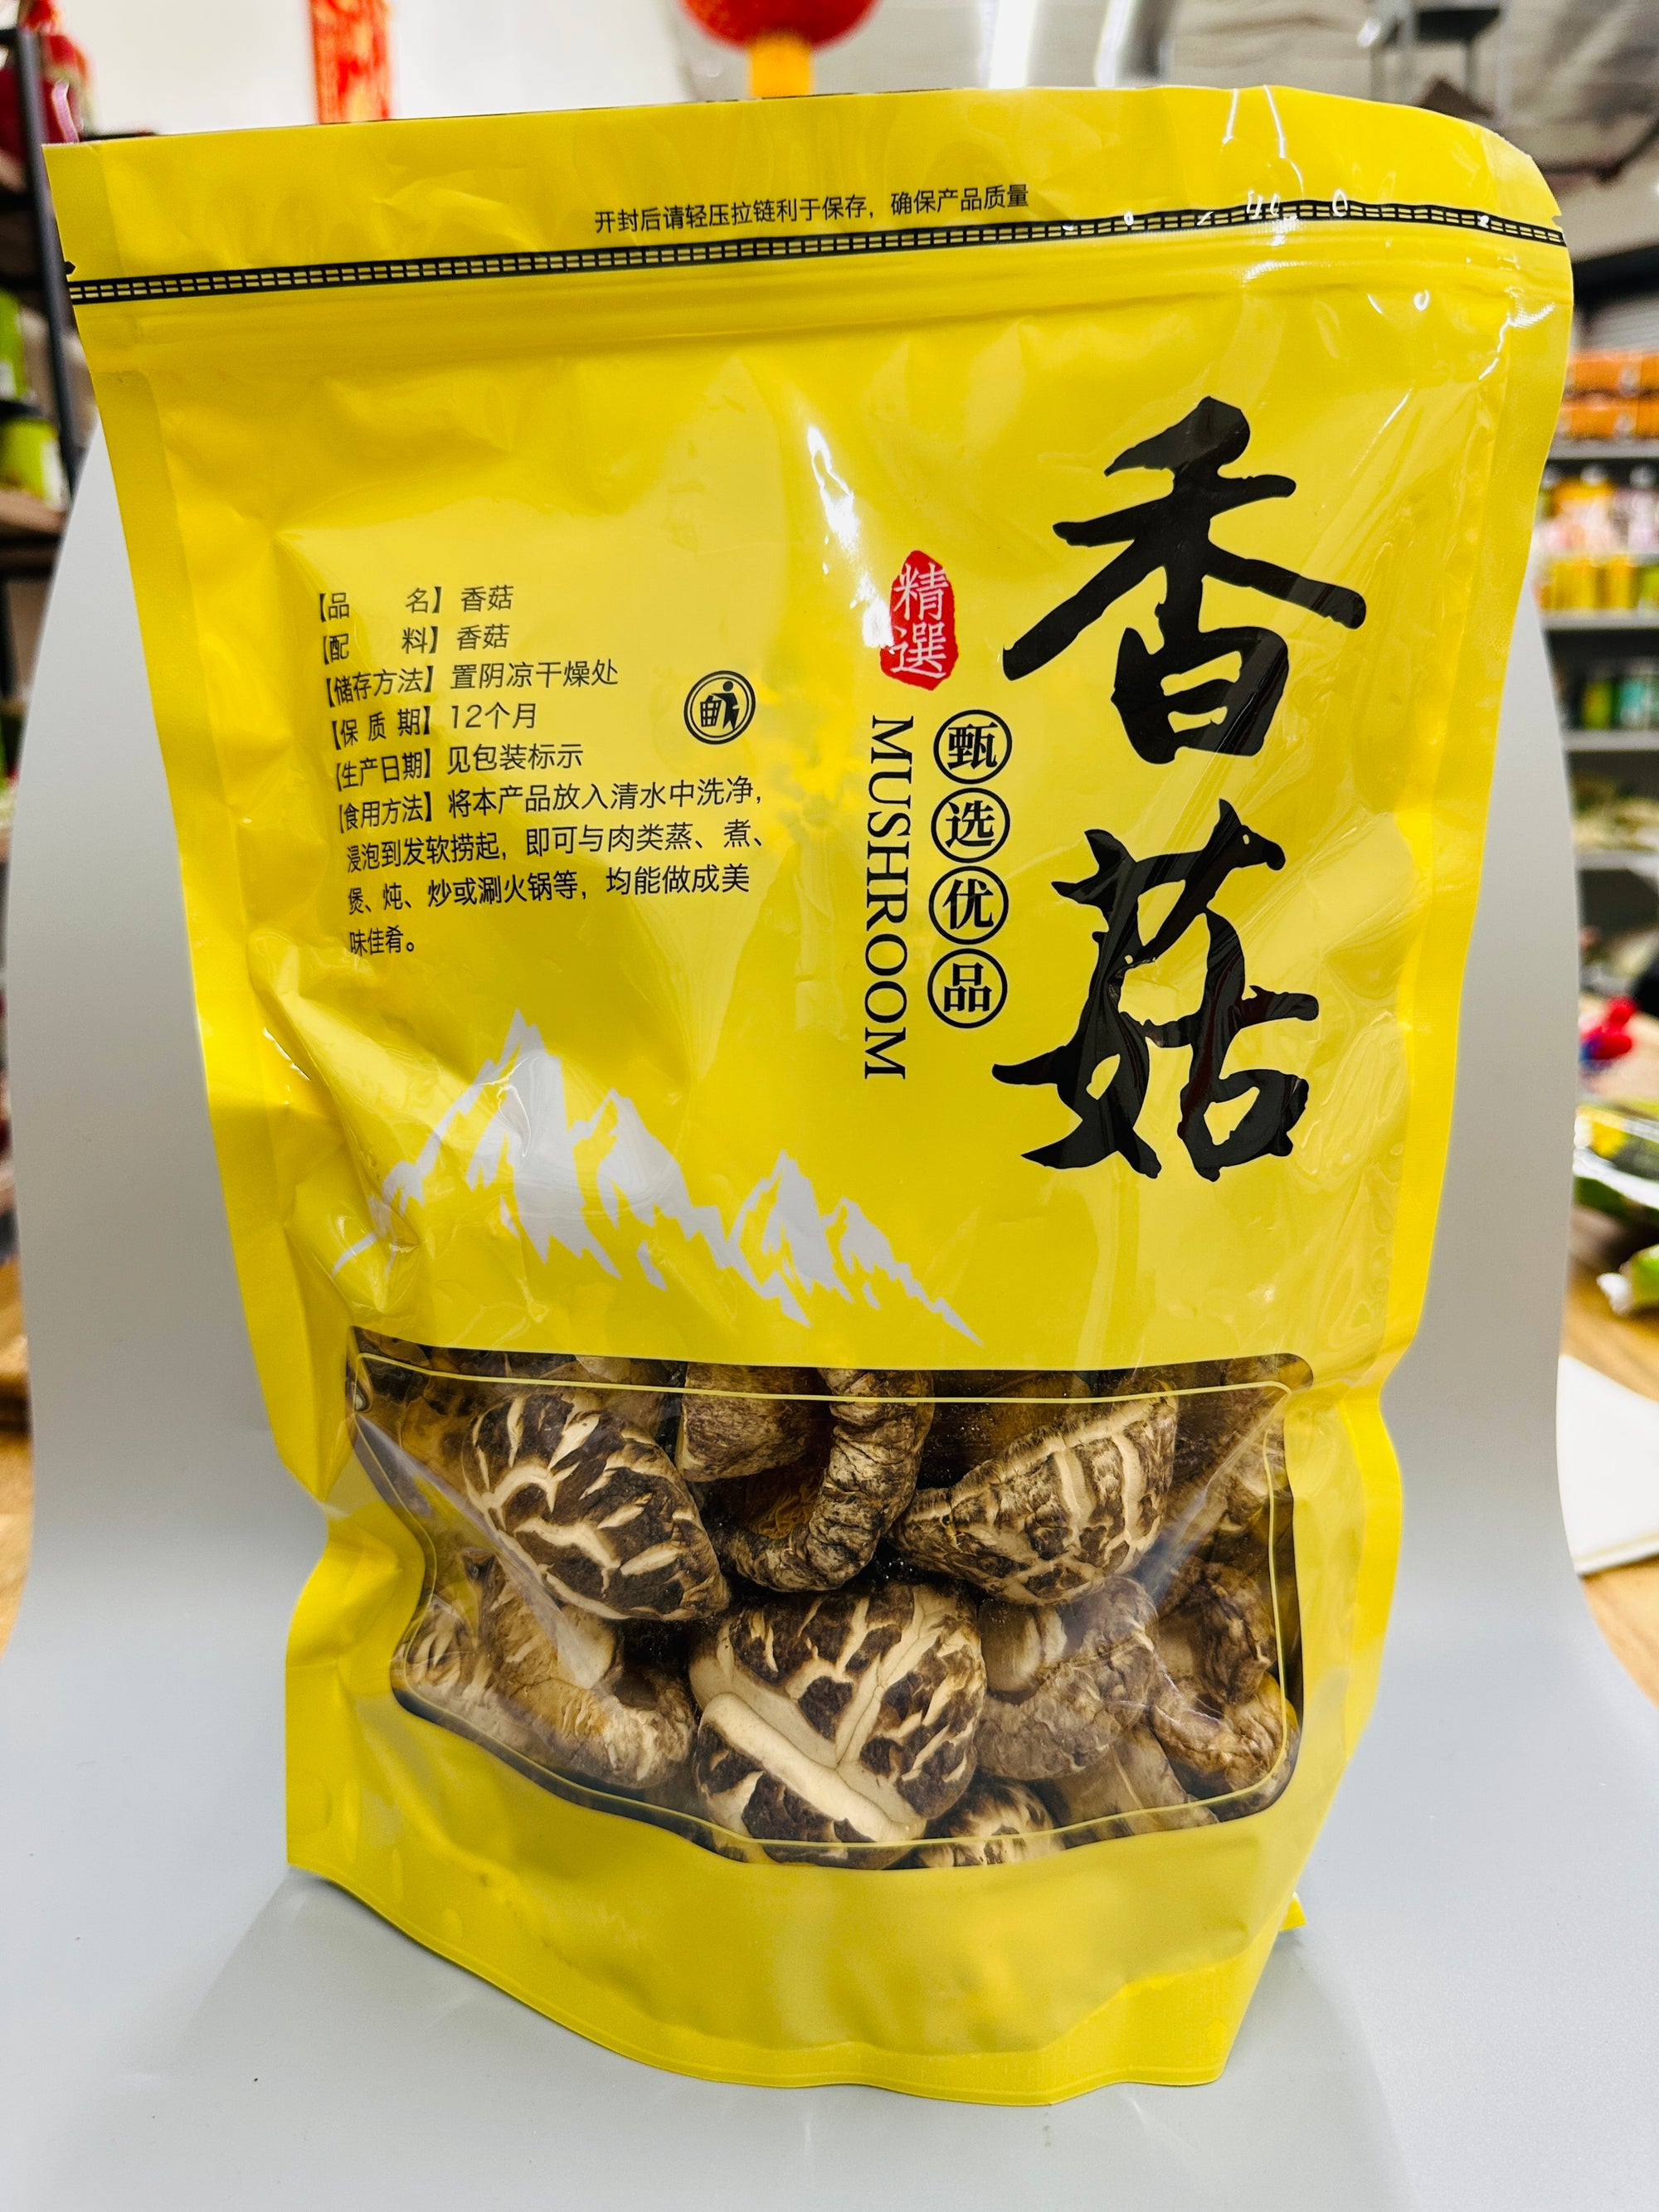 开封后请轻压拉链利于保存，确保产品质量
香菇
精選
甄选优品
MUSHROOM
【品　　名】香菇
【配　　料】香菇
【储存方法】置阴凉干燥处
【保 质 期】12个月
【生产日期】见包装标示
【食用方法】将本产品放入清水中洗净，
浸泡到发软捞起，即可与肉类蒸、煮、
煲、炖、炒或涮火锅等，均能做成美
味佳肴。